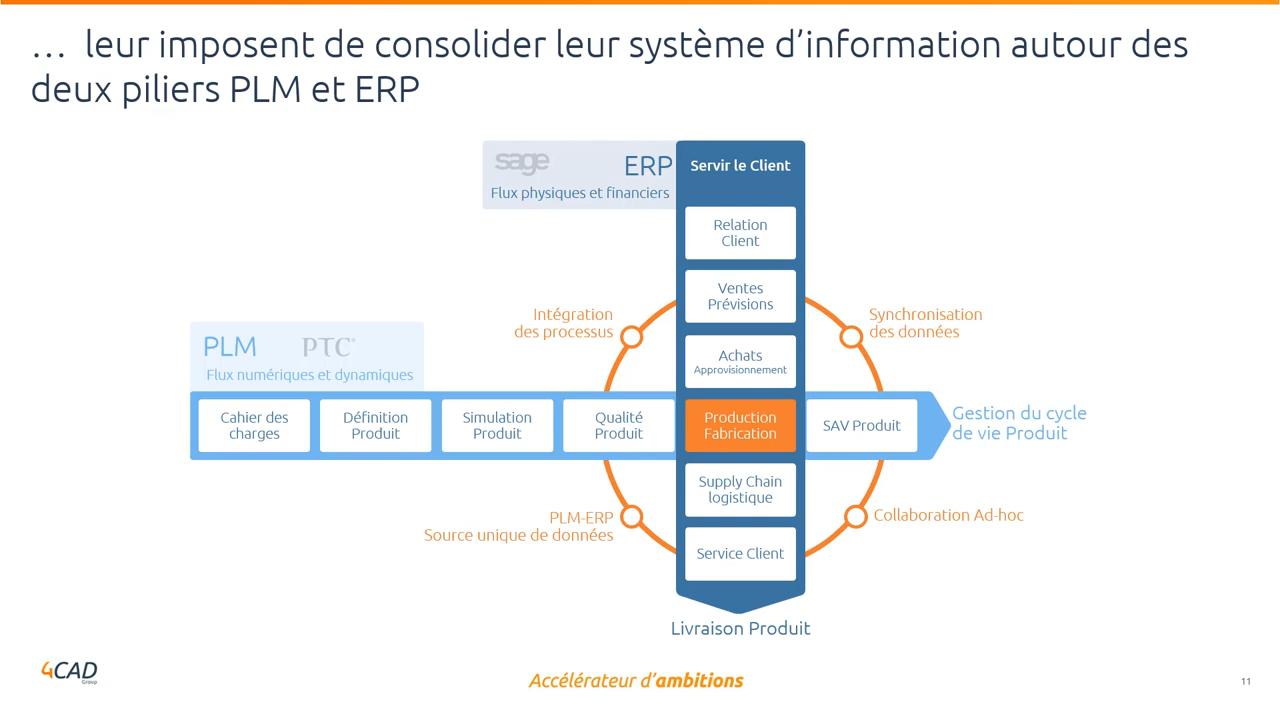 … leur imposent de consolider leur système d’information autour des
deux piliers PLM et ERP
sage
ERP
Flux physiques et financiers
Servir le Client
Relation
Client
Ventes
Prévisions
Achats
Approvisionnement
Intégration
des processus
Synchronisation
des données
PLM
PTC®
Flux numériques et dynamiques
Cahier des
charges
Définition
Produit
Simulation
Produit
Qualité
Produit
Production
Fabrication
SAV Produit
Gestion du cycle
de vie Produit
Supply Chain
logistique
Service Client
PLM-ERP
Source unique de données
Collaboration Ad-hoc
Livraison Produit
4CAD
Group
Accélérateur d’ambitions
11